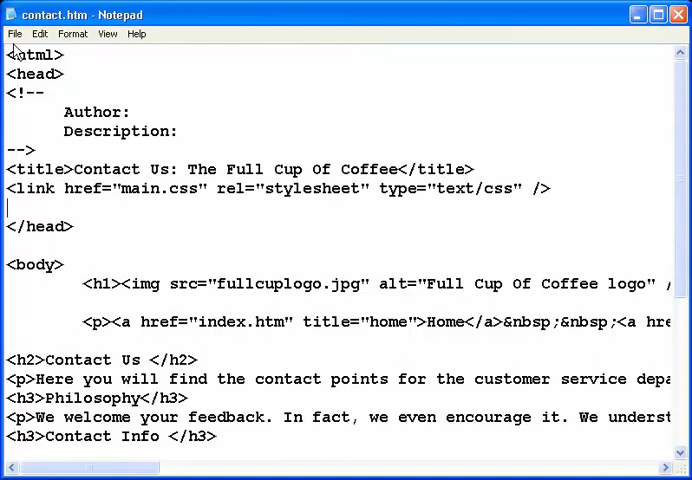 contact.htm - Notepad
File Edit Format View Help
<html>
<head>
<!--
Author:
Description:
-->
<title>Contact Us: The Full Cup Of Coffee</title>
<link href="main.css" rel="stylesheet" type="text/css" />
</head>
<body>
<h1><img src="fullcuplogo.jpg" alt="Full Cup Of Coffee logo" /
<p><a href="index.htm" title="home">Home</a>&nbsp;&nbsp;<a hre
<h2>Contact Us </h2>
<p>Here you will find the contact points for the customer service depa
<h3>Philosophy</h3>
<p>We welcome your feedback. In fact, we even encourage it. We underst
<h3>Contact Info </h3>